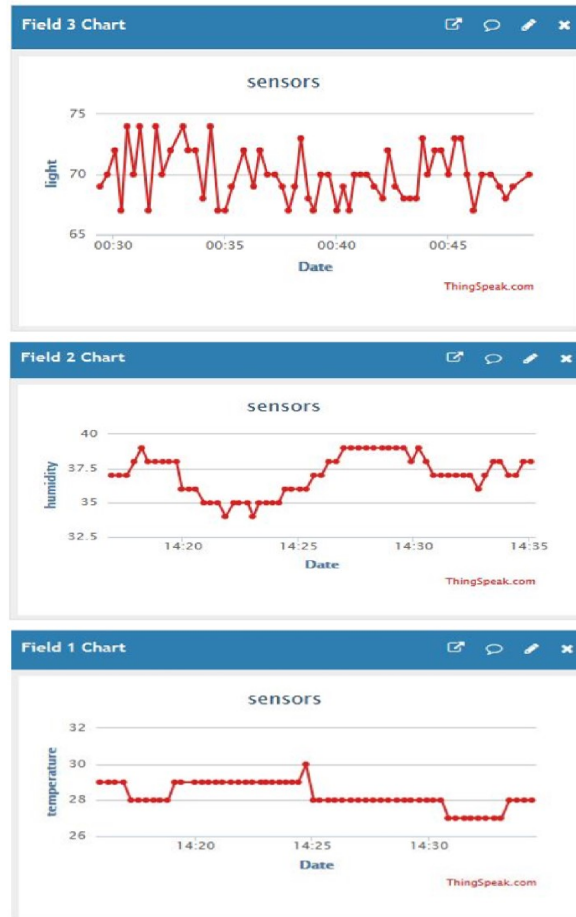 Field 3 Chart
sensors
75
70
65
light
00:30 00:35 00:40 00:45
Date
ThingSpeak.com
Field 2 Chart
sensors
40
37.5
35
32.5
humidity
14:20 14:25 14:30 14:35
Date
ThingSpeak.com
Field 1 Chart
sensors
32
30
28
26
temperature
14:20 14:25 14:30
Date
ThingSpeak.com